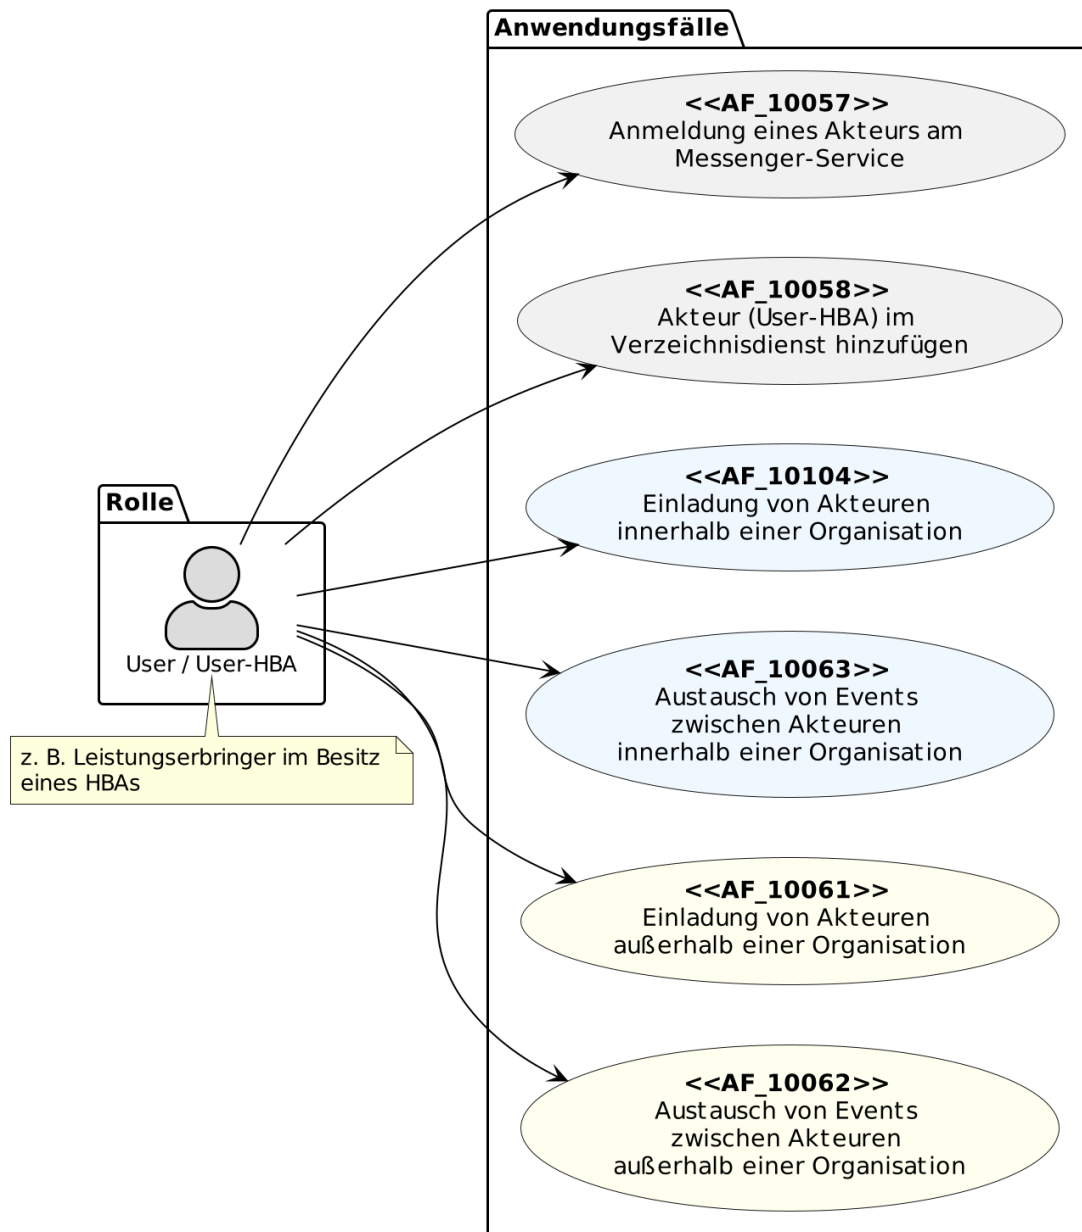 Anwendungsfälle
<<AF_10057>>
Anmeldung eines Akteurs am
Messenger-Service
<<AF_10058>>
Akteur (User-HBA) im
Verzeichnisdienst hinzufügen
<<AF_10104>>
Einladung von Akteuren
innerhalb einer Organisation
Rolle
User / User-HBA
z. B. Leistungserbringer im Besitz
eines HBAs
<<AF_10063>>
Austausch von Events
zwischen Akteuren
innerhalb einer Organisation
<<AF_10061>>
Einladung von Akteuren
außerhalb einer Organisation
<<AF_10062>>
Austausch von Events
zwischen Akteuren
außerhalb einer Organisation